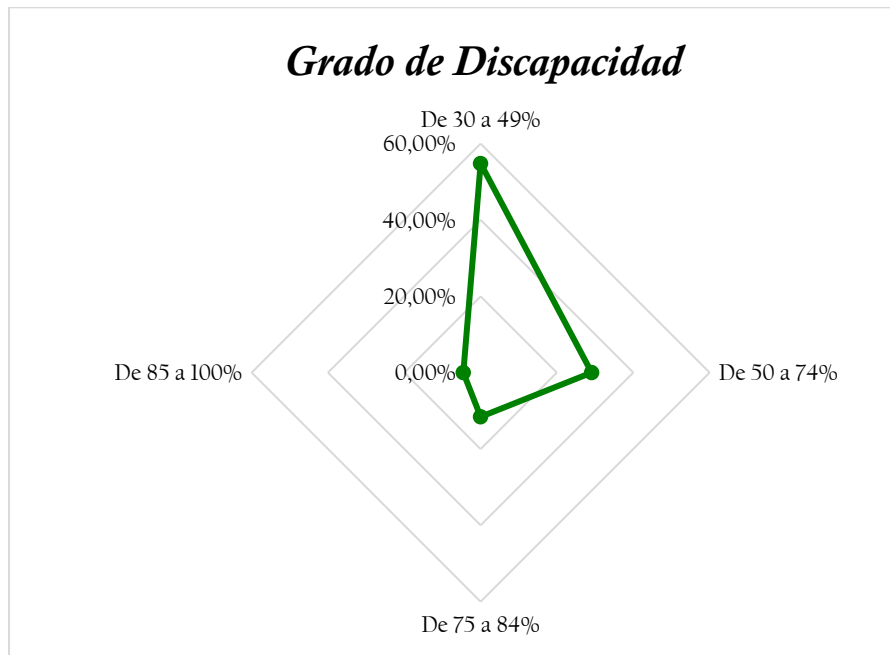 Grado de Discapacidad
De 30 a 49%
60,00%
40,00%
20,00%
De 85 a 100%
0,00%
De 50 a 74%
De 75 a 84%